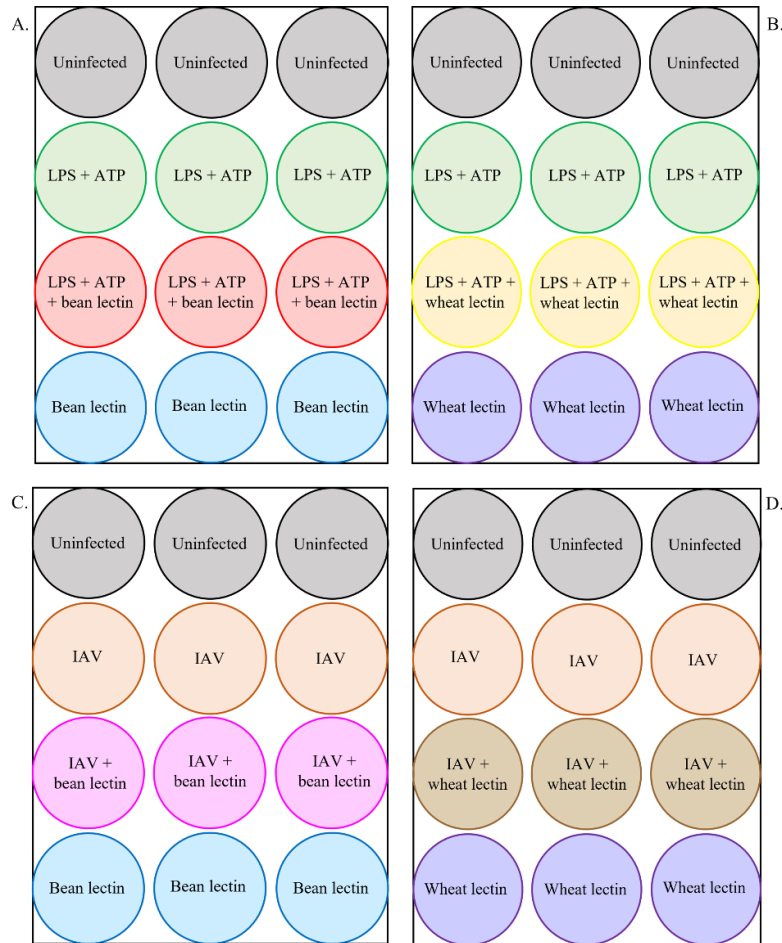 A.
Uninfected Uninfected Uninfected
LPS + ATP LPS + ATP LPS + ATP
LPS + ATP LPS + ATP LPS + ATP
+ bean lectin + bean lectin + bean lectin
Bean lectin Bean lectin Bean lectin
B.
Uninfected Uninfected Uninfected
LPS + ATP LPS + ATP LPS + ATP
LPS + ATP + LPS + ATP + LPS + ATP +
wheat lectin wheat lectin wheat lectin
Wheat lectin Wheat lectin Wheat lectin
C.
Uninfected Uninfected Uninfected
IAV IAV IAV
IAV + IAV + IAV +
bean lectin bean lectin bean lectin
Bean lectin Bean lectin Bean lectin
D.
Uninfected Uninfected Uninfected
IAV IAV IAV
IAV + IAV + IAV +
wheat lectin wheat lectin wheat lectin
Wheat lectin Wheat lectin Wheat lectin